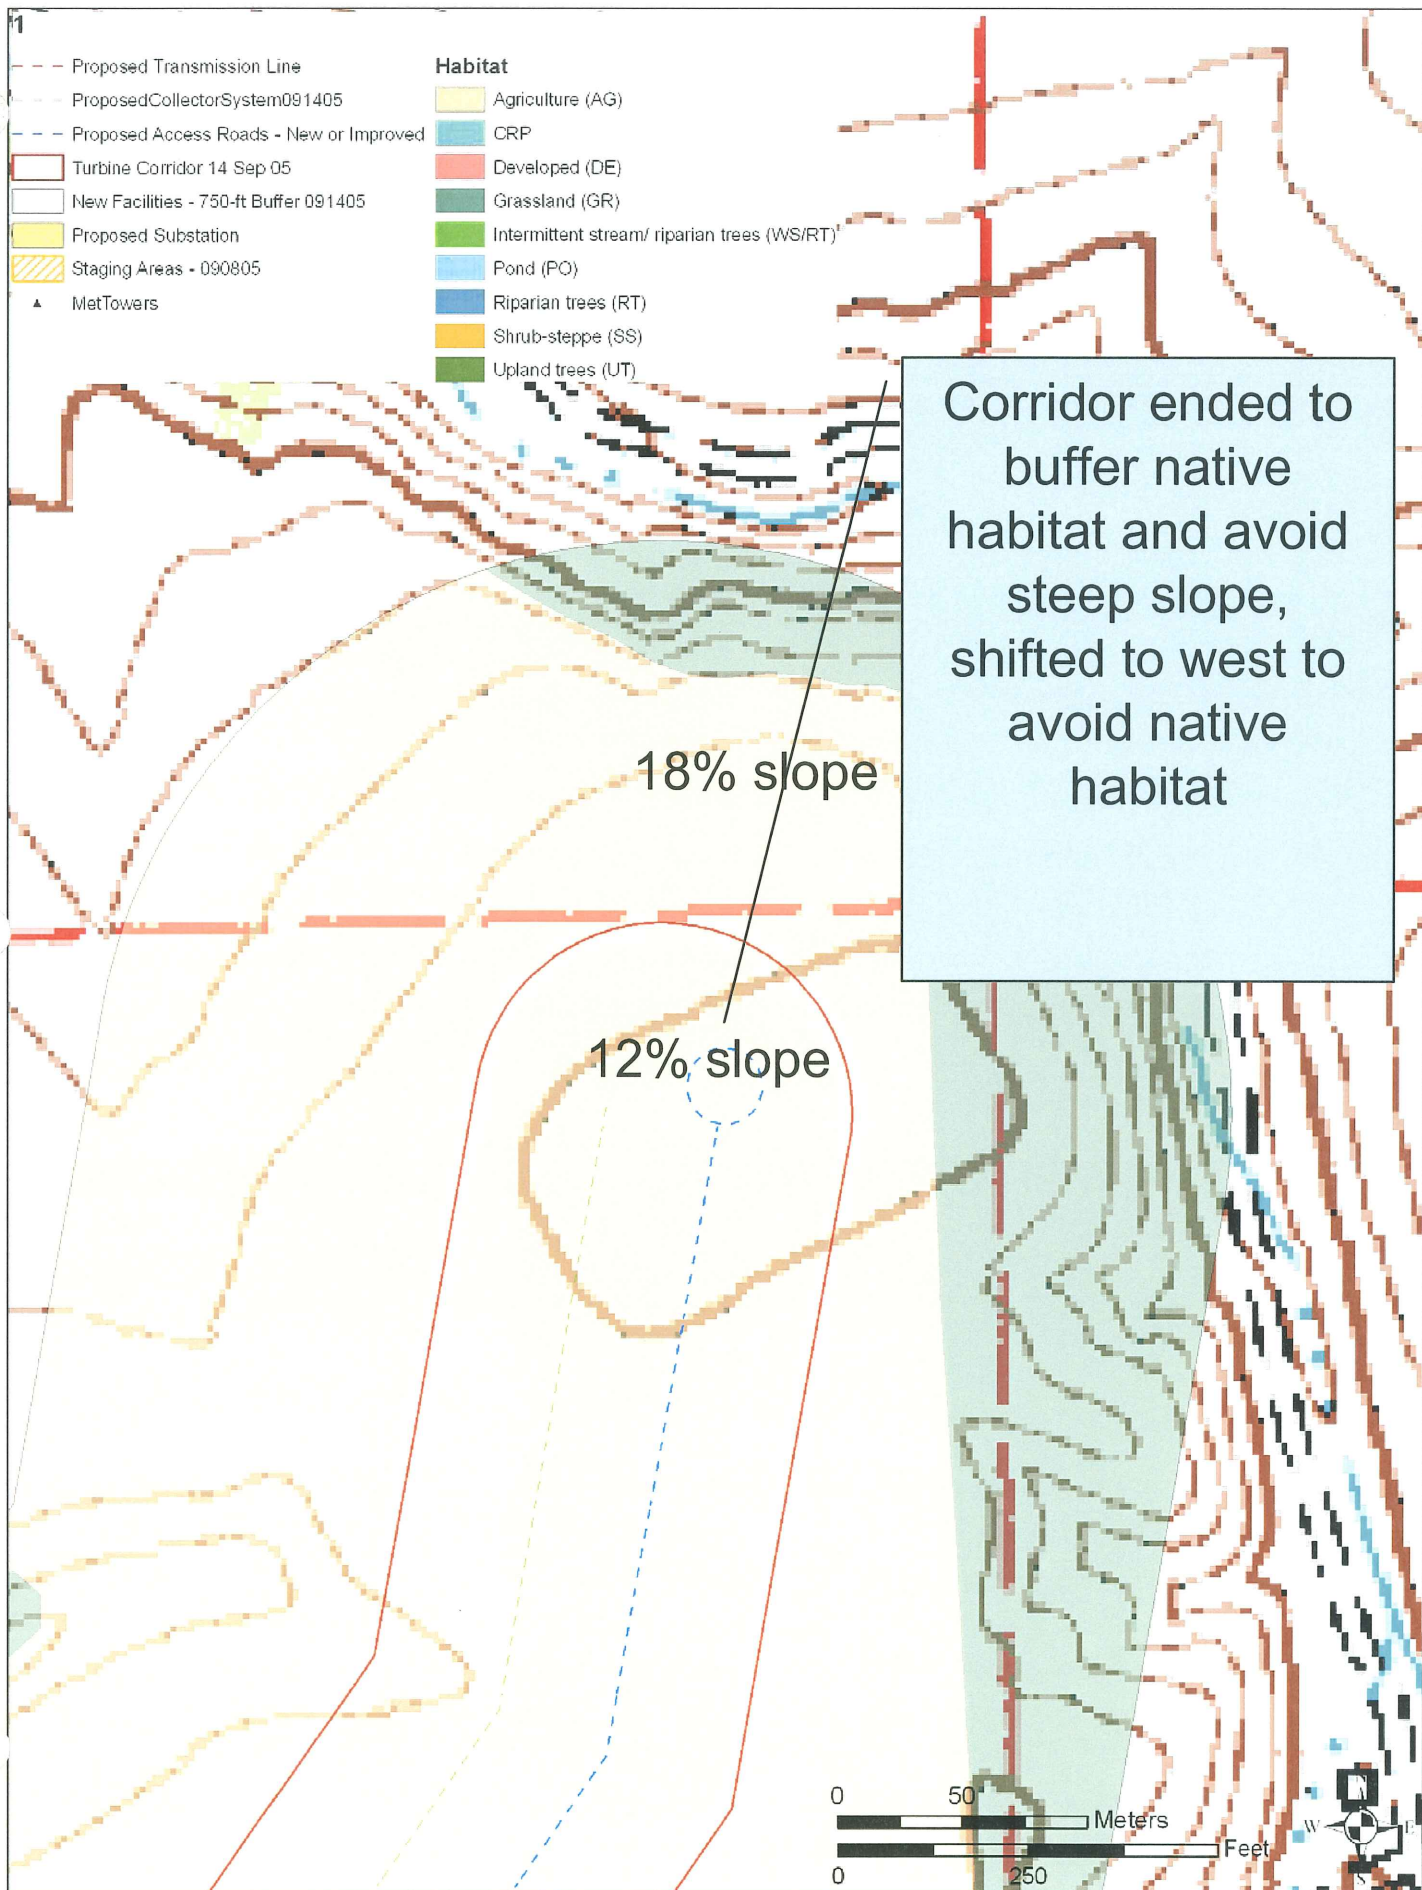 1
Proposed Transmission Line
ProposedCollectorSystem091405
Proposed Access Roads - New or Improved
Turbine Corridor 14 Sep 05
New Facilities - 750-ft Buffer 091405
Proposed Substation
Staging Areas - 090805
MetTowers
Habitat
Agriculture (AG)
CRP
Developed (DE)
Grassland (GR)
Intermittent stream/ riparian trees (WS/RT)
Pond (PO)
Riparian trees (RT)
Shrub-steppe (SS)
Upland trees (UT)
Corridor ended to
buffer native
habitat and avoid
steep slope,
shifted to west to
avoid native
habitat
18% slope
12% slope
0 50
Meters
Feet
0 250
N
W E
S